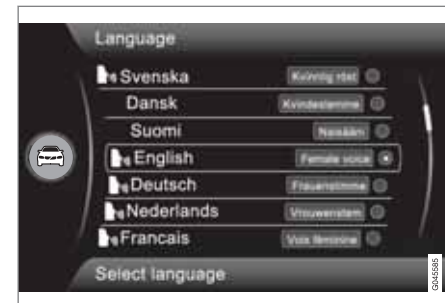 Language
Svenska Kvinnlig röst
Dansk Kvindestemme
Suomi Naisääni
English Female voice
Deutsch Frauenstimme
Nederlands Vrouwenstem
Francais Voix féminine
Select language
G045585